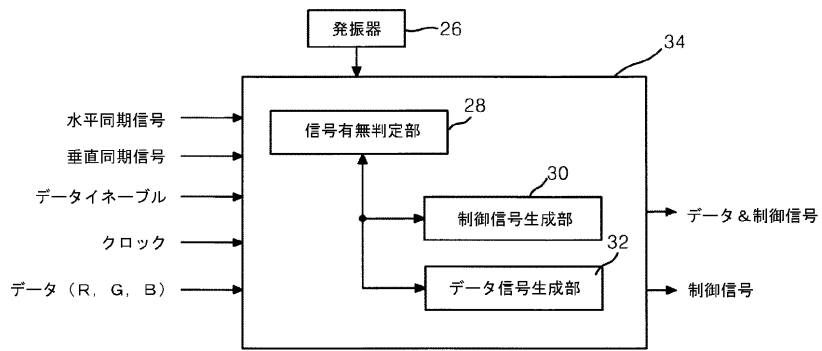 発振器
26
34
水平同期信号
信号有無判定部
28
垂直同期信号
データイネーブル
30
制御信号生成部
データ&制御信号
クロック
32
データ信号生成部
データ(R, G, B)
制御信号